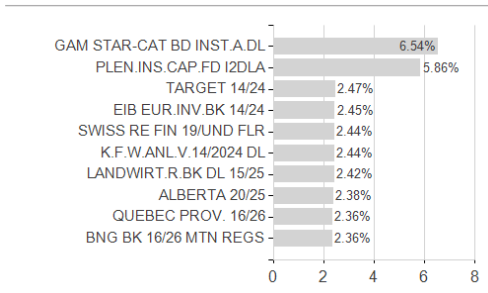 GAM STAR-CAT BD INST.A.DL 6.54%
PLEN.INS.CAP.FD I2DLA 5.86%
TARGET 14/24 2.47%
EIB EUR.INV.BK 14/24 2.45%
SWISS RE FIN 19/UND FLR 2.44%
K.F.W.ANL.V.14/2024 DL 2.44%
LANDWIRT.R.BK DL 15/25 2.42%
ALBERTA 20/25 2.38%
QUEBEC PROV. 16/26 2.36%
BNG BK 16/26 MTN REGS 2.36%
0 2 4 6 8